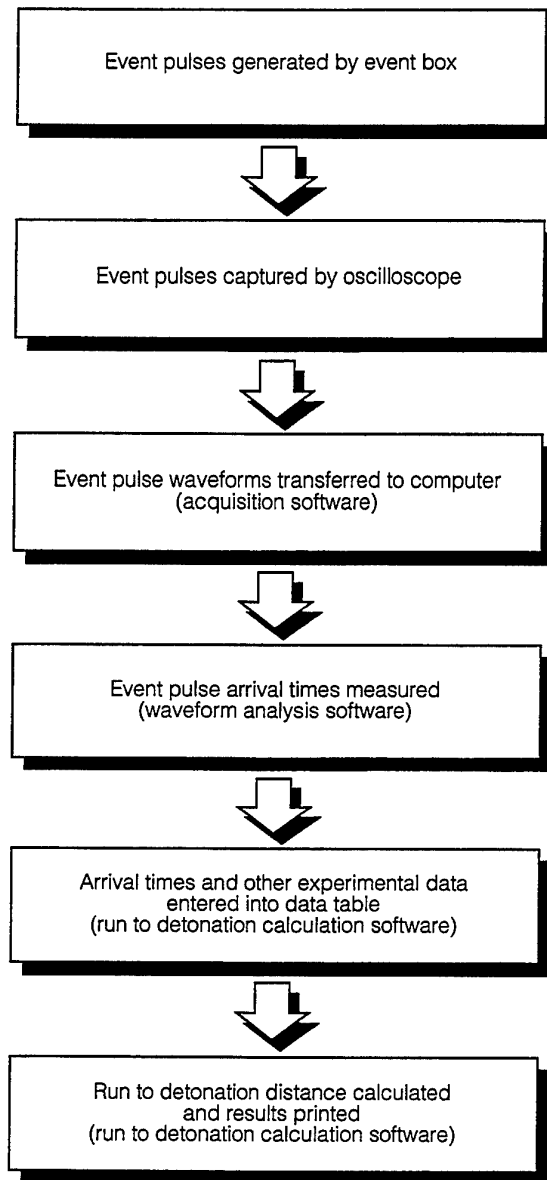 Event pulses generated by event box
Event pulses captured by oscilloscope
Event pulse waveforms transferred to computer
(acquisition software)
Event pulse arrival times measured
(waveform analysis software)
Arrival times and other experimental data
entered into data table
(run to detonation calculation software)
Run to detonation distance calculated
and results printed
(run to detonation calculation software)